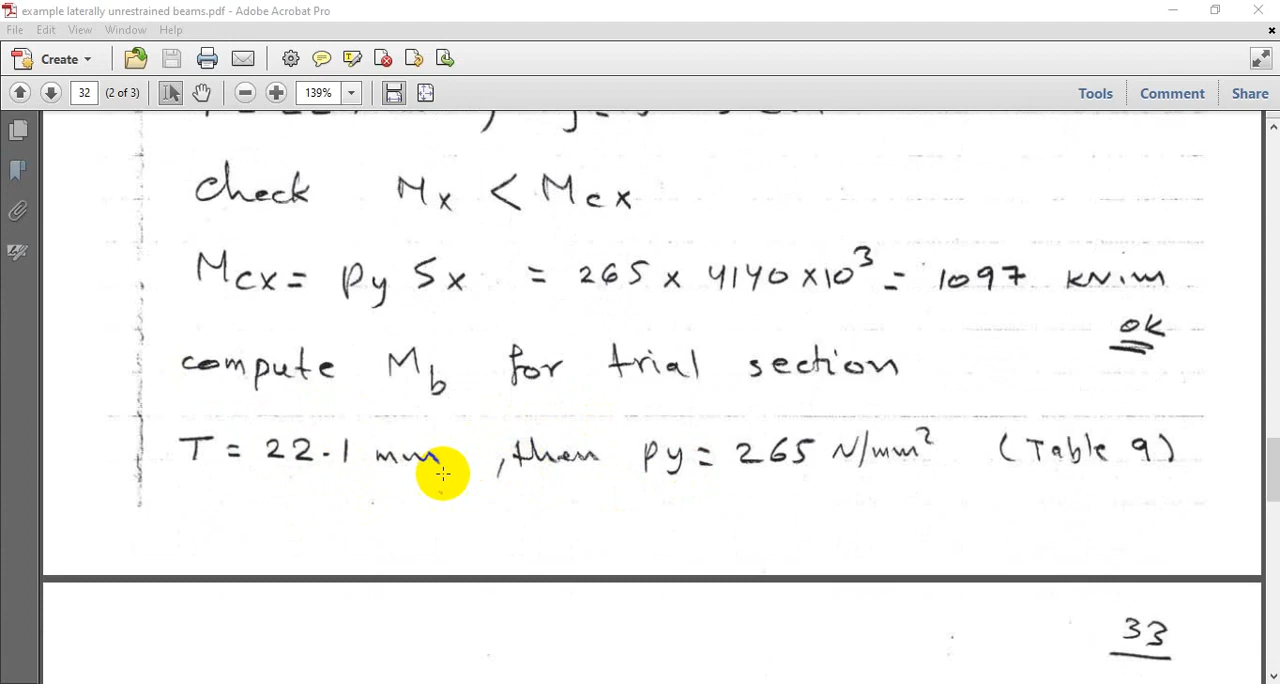 example laterally unrestrained beams.pdf - Adobe Acrobat Pro
File Edit View Window Help
Create
32 (2 of 3) 139% Tools Comment Share
check Mx < Mcx
Mcx = Py Sx = 265 x 4140 x 10³ = 1097 kN.m
OK
compute Mb for trial section
T = 22.1 mm , then Py = 265 N/mm² (Table 9)
33